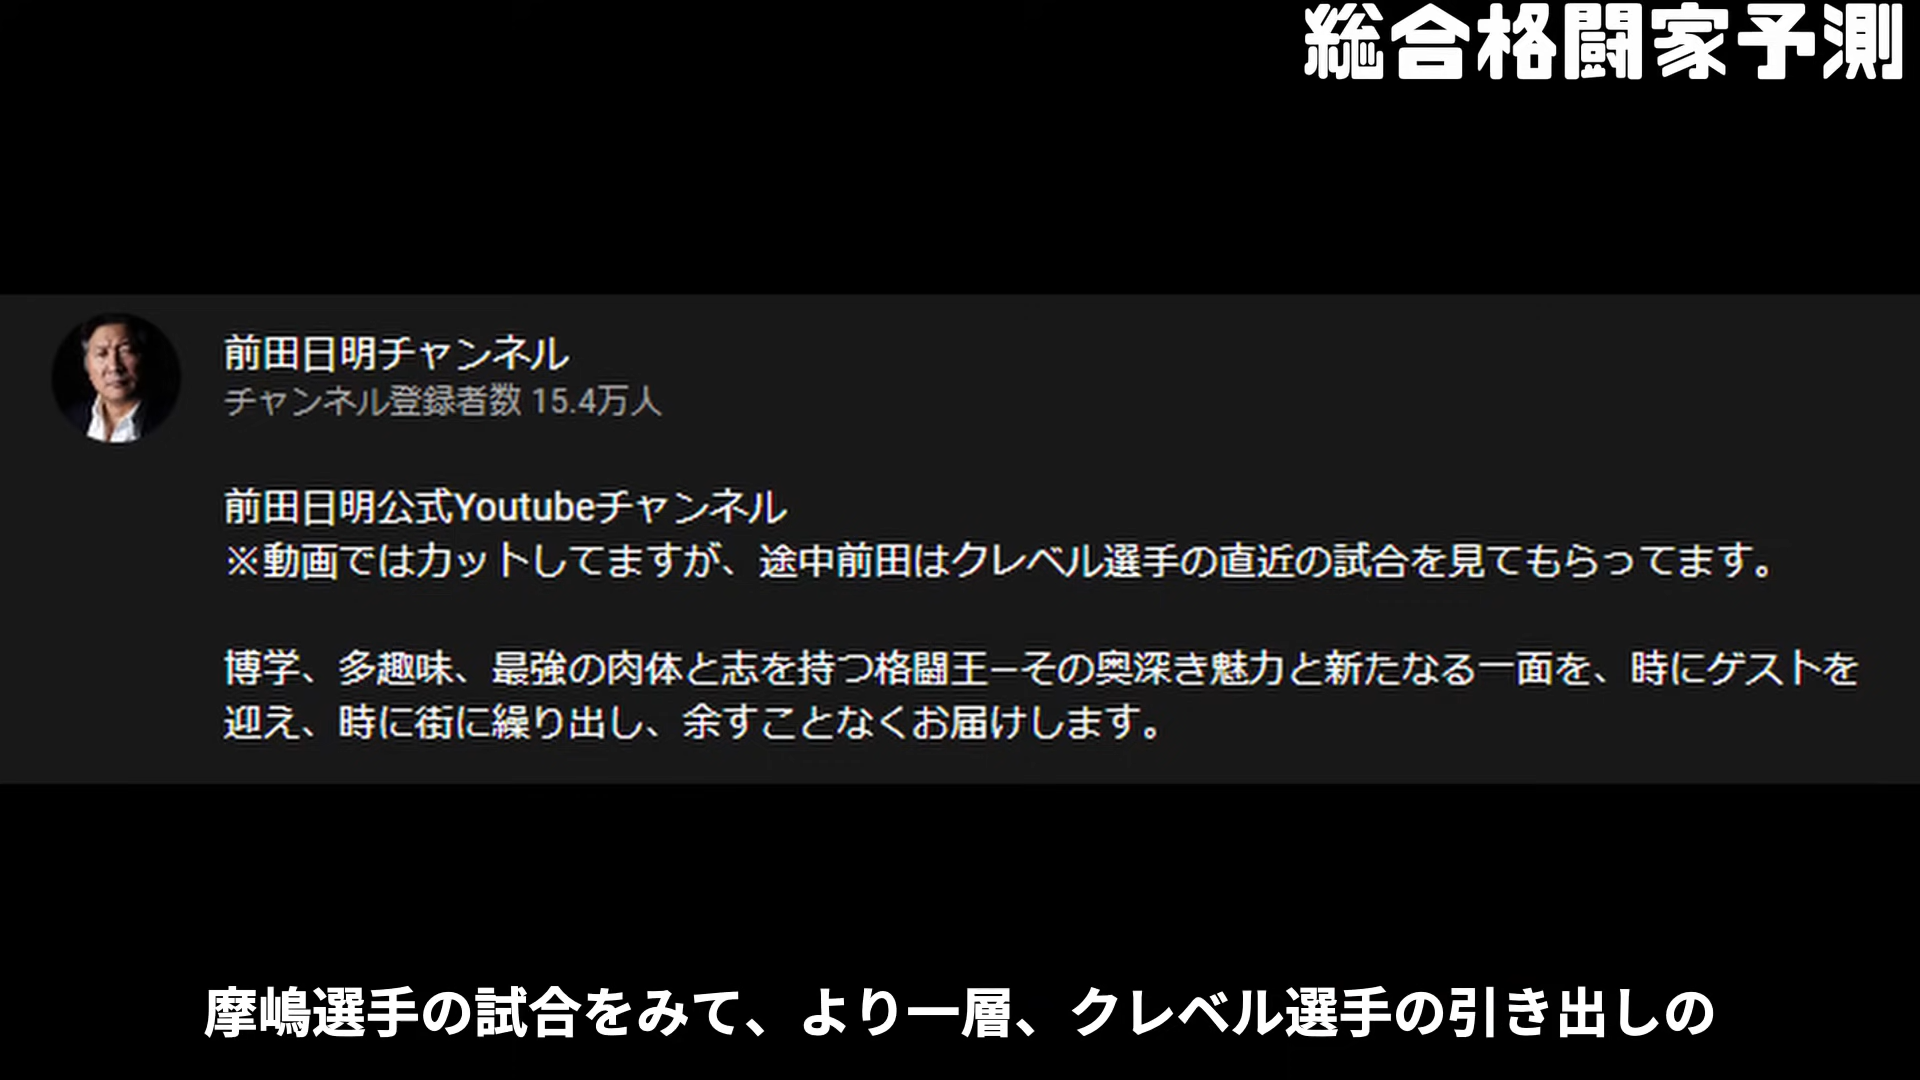 総合格闘家予測
前田日明チャンネル
チャンネル登録者数 15.4万人
前田日明公式Youtubeチャンネル
※動画ではカットしてますが、途中前田はクレベル選手の直近の試合を見てもらってます。
博学、多趣味、最強の肉体と志を持つ格闘王—その奥深き魅力と新たなる一面を、時にゲストを
迎え、時に街に繰り出し、余すことなくお届けします。
摩嶋選手の試合をみて、より一層、クレベル選手の引き出しの